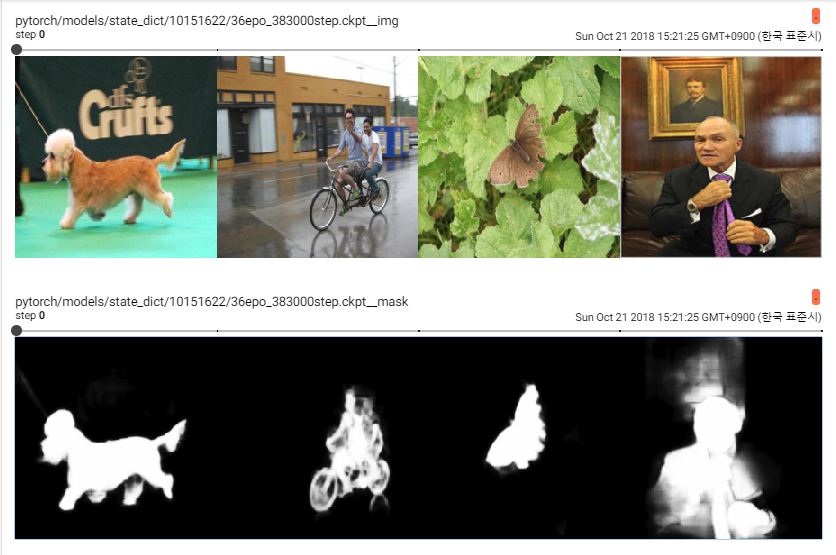 pytorch/models/state_dict/10151622/36epo_383000step.ckpt__img
step 0
Sun Oct 21 2018 15:21:25 GMT+0900 (한국 표준시)
dfs
Crufts
pytorch/models/state_dict/10151622/36epo_383000step.ckpt__mask
step 0
Sun Oct 21 2018 15:21:25 GMT+0900 (한국 표준시)